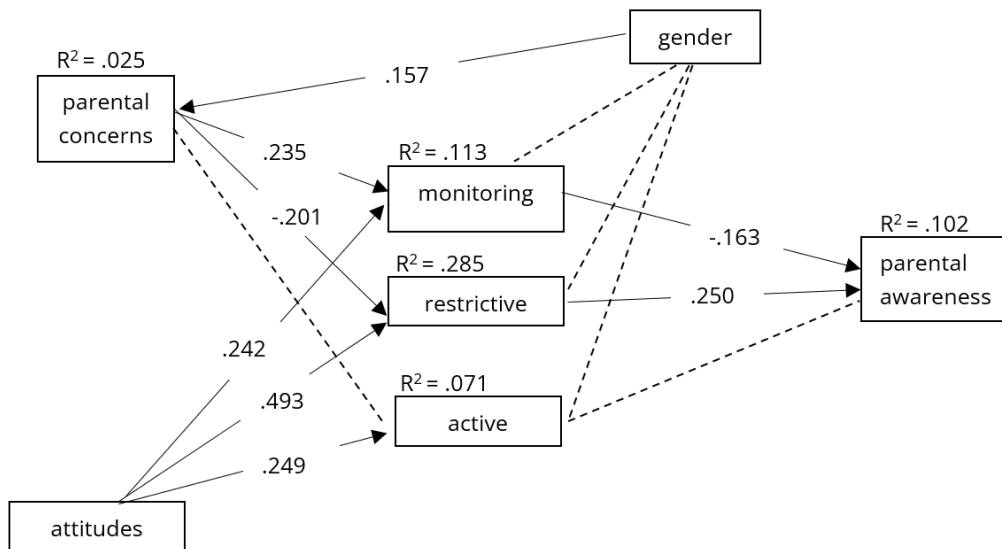 gender
R² = .025
.157
parental
concerns
.235
R² = .113
monitoring
-.201
-.163
R² = .102
parental
awareness
R² = .285
restrictive
.250
.242
R² = .071
.493
active
.249
attitudes